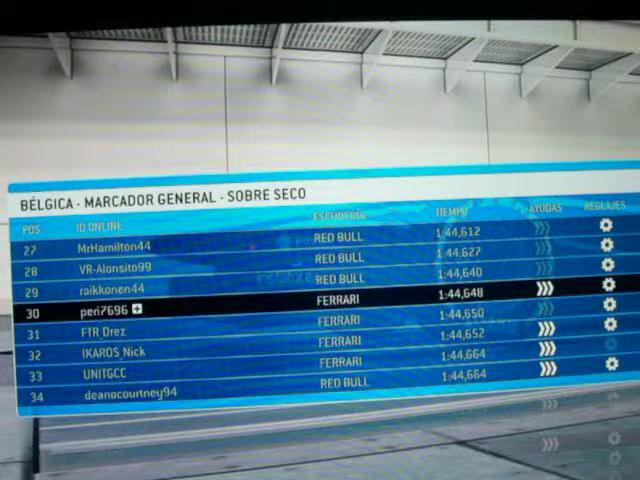 BÉLGICA - MARCADOR GENERAL - SOBRE SECO
POS ID ONLINE ESCUDERÍA TIEMPO AYUDAS REGLAJES
27 MrHamilton44 RED BULL 1:44,612
28 VR-Alonsito99 RED BULL 1:44,627
29 raikkonen44 RED BULL 1:44,640
30 peri7696 FERRARI 1:44,648
31 FTR_Drez FERRARI 1:44,650
32 IKAROS_Nick FERRARI 1:44,652
33 UNITGCC FERRARI 1:44,664
34 deanocourtney94 RED BULL 1:44,664